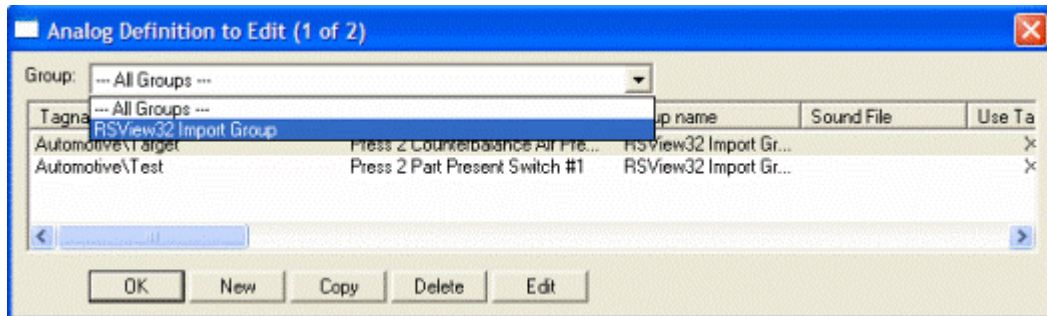 Analog Definition to Edit (1 of 2)
Group: --- All Groups ---
--- All Groups ---
RSView32 Import Group
Tagna up name Sound File Use Ta
Automotive\Target Press 2 Counterbalance Air Pre... RSView32 Import Gr...
Automotive\Test Press 2 Part Present Switch #1 RSView32 Import Gr...
OK New Copy Delete Edit